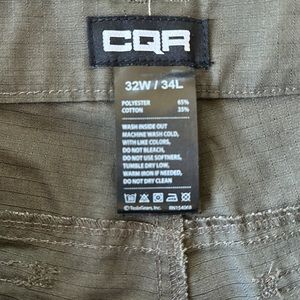 CQR
32W / 34L
POLYESTER 65%
COTTON 35%
WASH INSIDE OUT
MACHINE WASH COLD,
WITH LIKE COLORS,
DO NOT BLEACH,
DO NOT USE SOFTNERS,
TUMBLE DRY LOW,
WARM IRON IF NEEDED,
DO NOT DRY CLEAN